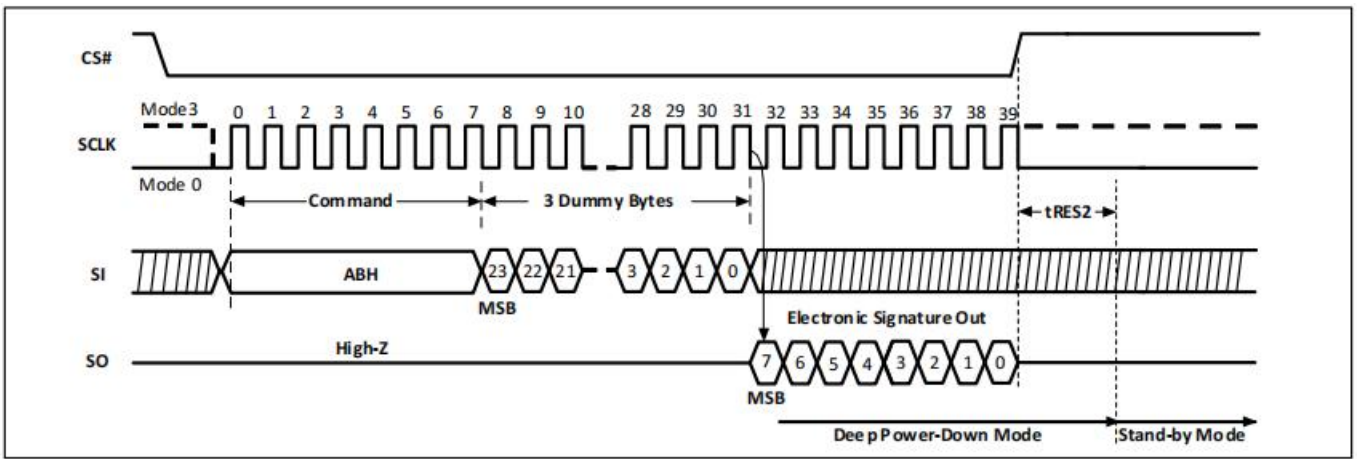 CS#
Mode3 0 1 2 3 4 5 6 7 8 9 10 28 29 30 31 32 33 34 35 36 37 38 39
SCLK
Mode 0
Command 3 Dummy Bytes
tRES2
SI ABH 23 22 21 3 2 1 0
MSB
Electronic Signature Out
High-Z
SO 7 6 5 4 3 2 1 0
MSB
Deep Power-Down Mode Stand-by Mode